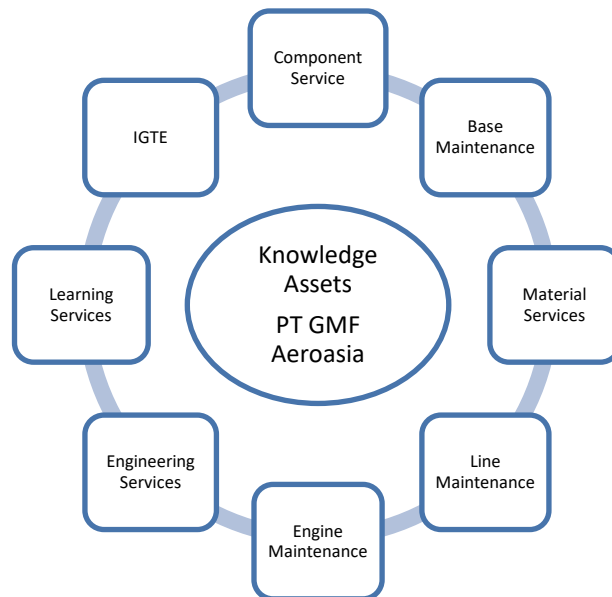 Component
Service
Base
Maintenance
Material
Services
Line
Maintenance
Engine
Maintenance
Engineering
Services
Learning
Services
IGTE
Knowledge
Assets
PT GMF
Aeroasia